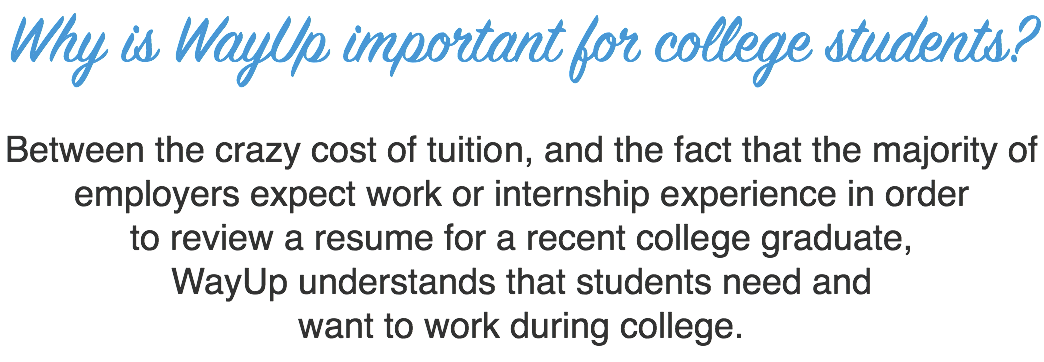 Why is WayUp important for college students?
Between the crazy cost of tuition, and the fact that the majority of
employers expect work or internship experience in order
to review a resume for a recent college graduate,
WayUp understands that students need and
want to work during college.